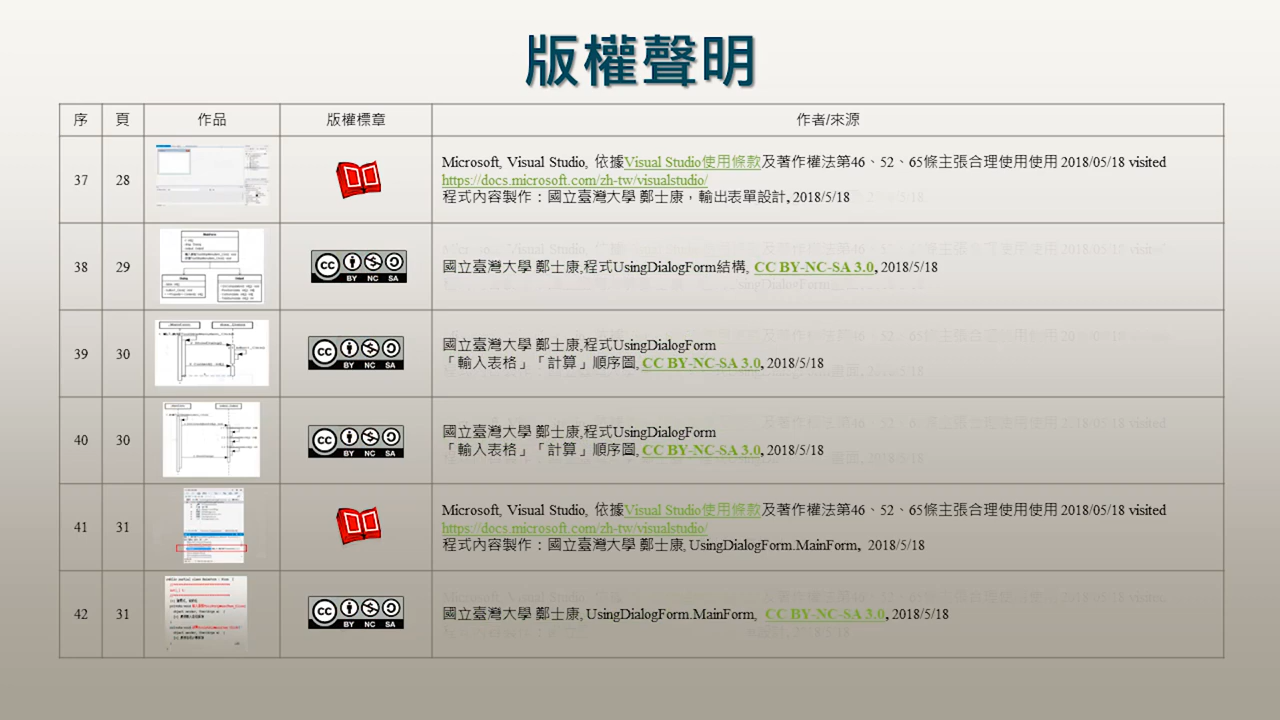 版權聲明
序 頁 作品 版權標章 作者/來源
37 28 Microsoft, Visual Studio, 依據Visual Studio使用條款及著作權法第46、52、65條主張合理使用使用 2018/05/18 visited
https://docs.microsoft.com/zh-tw/visualstudio/
程式內容製作：國立臺灣大學 鄭士康，輸出表單設計, 2018/5/18
38 29 CC BY NC SA 國立臺灣大學 鄭士康,程式UsingDialogForm結構, CC BY-NC-SA 3.0, 2018/5/18
39 30 CC BY NC SA 國立臺灣大學 鄭士康,程式UsingDialogForm
「輸入表格」「計算」順序圖, CC BY-NC-SA 3.0, 2018/5/18
40 30 CC BY NC SA 國立臺灣大學 鄭士康,程式UsingDialogForm
「輸入表格」「計算」順序圖, CC BY-NC-SA 3.0, 2018/5/18
41 31 Microsoft, Visual Studio, 依據Visual Studio使用條款及著作權法第46、52、65條主張合理使用使用 2018/05/18 visited
https://docs.microsoft.com/zh-tw/visualstudio/
程式內容製作：國立臺灣大學 鄭士康, UsingDialogForm.MainForm, 2018/5/18
42 31 CC BY NC SA 國立臺灣大學 鄭士康, UsingDialogForm.MainForm, CC BY-NC-SA 3.0, 2018/5/18